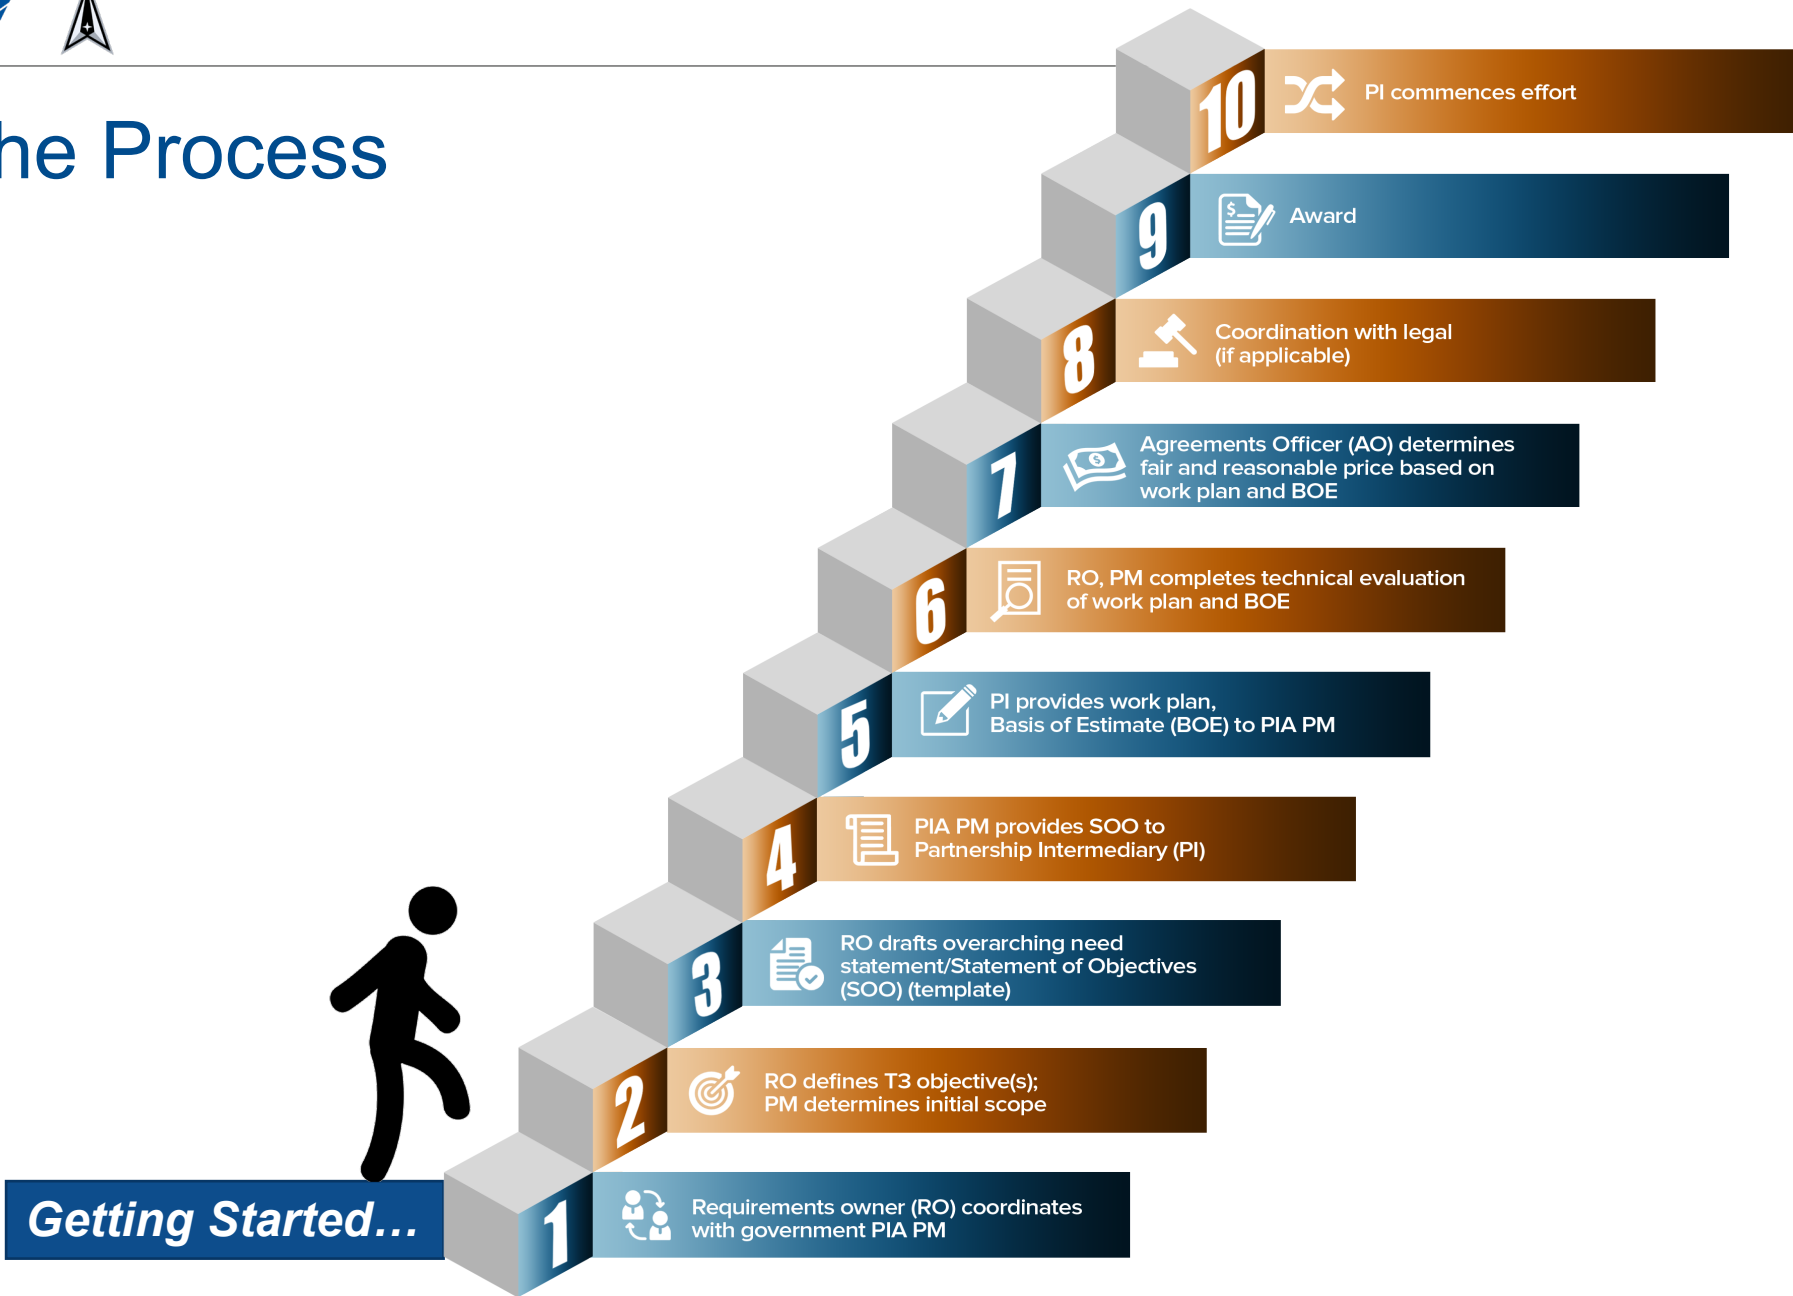 he Process
10
PI commences effort
9
Award
8
Coordination with legal
(if applicable)
7
Agreements Officer (AO) determines
fair and reasonable price based on
work plan and BOE
6
RO, PM completes technical evaluation
of work plan and BOE
5
PI provides work plan,
Basis of Estimate (BOE) to PIA PM
4
PIA PM provides SOO to
Partnership Intermediary (PI)
3
RO drafts overarching need
statement/Statement of Objectives
(SOO) (template)
2
RO defines T3 objective(s);
PM determines initial scope
Getting Started...
1
Requirements owner (RO) coordinates
with government PIA PM